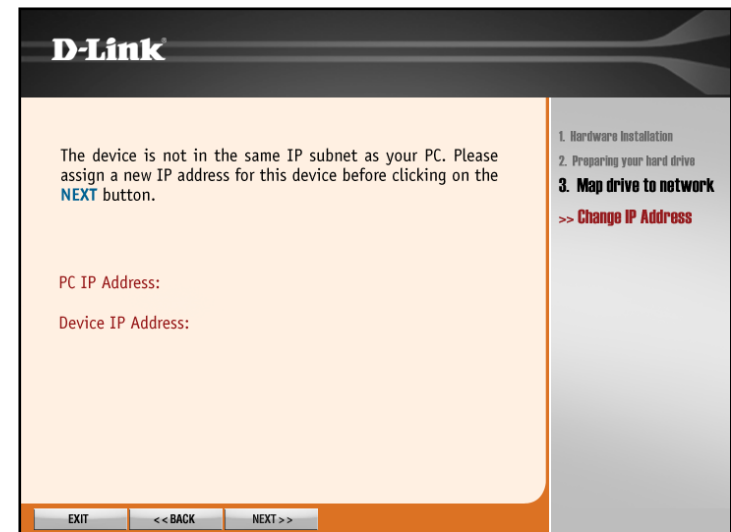 D-Link
The device is not in the same IP subnet as your PC. Please
assign a new IP address for this device before clicking on the
NEXT button.
PC IP Address:
Device IP Address:
1. Hardware Installation
2. Preparing your hard drive
3. Map drive to network
>> Change IP Address
EXIT
<<BACK
NEXT>>